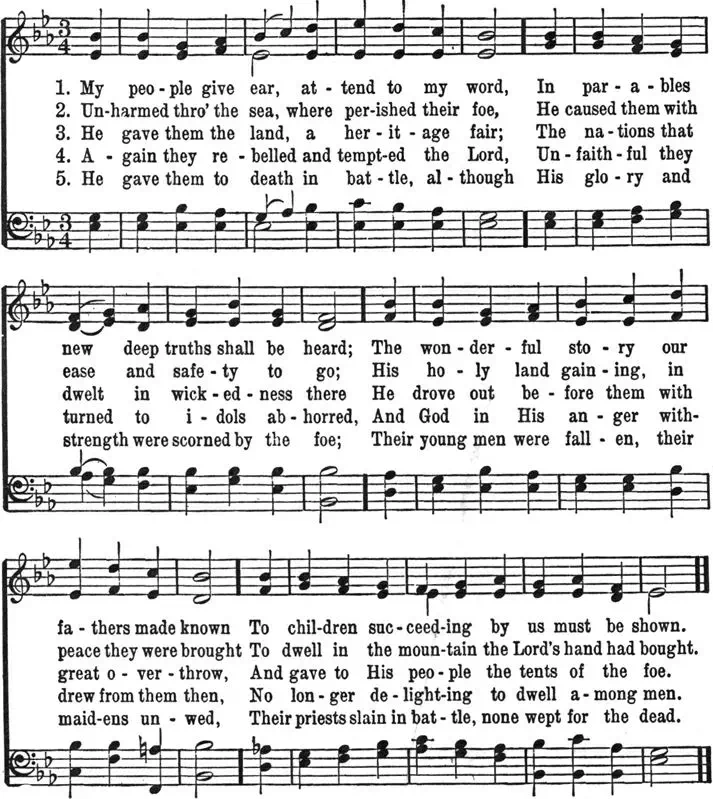 3
4
1. My peo-ple give ear, at-tend to my word, In par-a-bles
2. Un-harmed thro' the sea, where per-ished their foe, He caused them with
3. He gave them the land, a her-it-age fair; The na-tions that
4. A-gain they re-belled and tempt-ed the Lord, Un-faith-ful they
5. He gave them to death in bat-tle, al-though His glo-ry and
3
4
new deep truths shall be heard; The won-der-ful sto-ry our
ease and safe-ty to go; His ho-ly land gain-ing, in
dwelt in wick-ed-ness there He drove out be-fore them with
turned to i-dols ab-horred, And God in His an-ger with-
strength were scorned by the foe; Their young men were fall-en, their
fa-thers made known To chil-dren suc-ceed-ing by us must be shown.
peace they were brought To dwell in the moun-tain the Lord's hand had bought.
great o-ver-throw, And gave to His peo-ple the tents of the foe.
drew from them then, No lon-ger de-light-ing to dwell a-mong men.
maid-ens un-wed, Their priests slain in bat-tle, none wept for the dead.